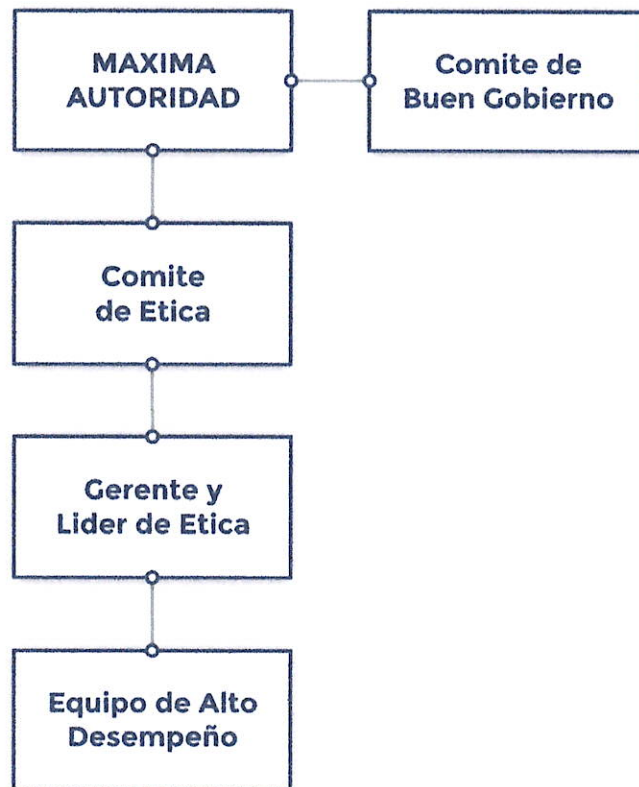 MAXIMA
AUTORIDAD
Comite de
Buen Gobierno
Comite
de Etica
Gerente y
Lider de Etica
Equipo de Alto
Desempeño